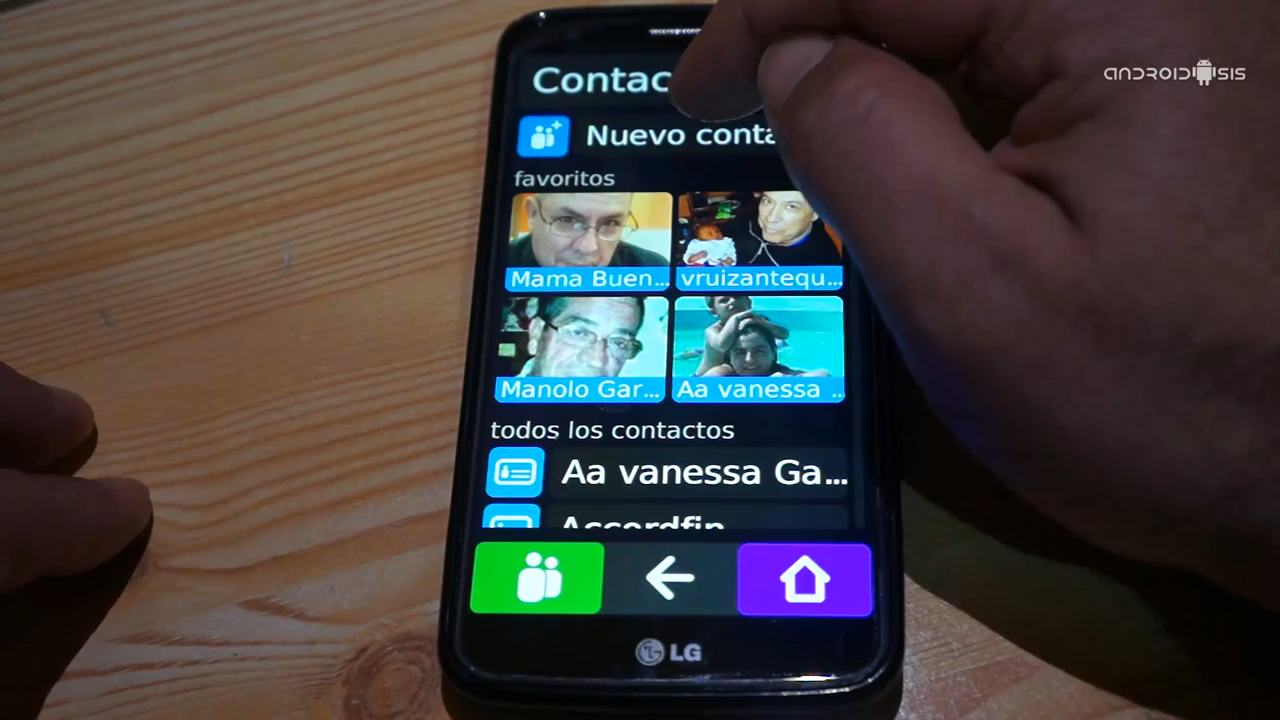 ANDROIDSIS
Contac
Nuevo conta
favoritos
Mama Buen...
vruizantequ...
Manolo Gar...
Aa vanessa ..
todos los contactos
Aa vanessa Ga...
Accordfin
LG